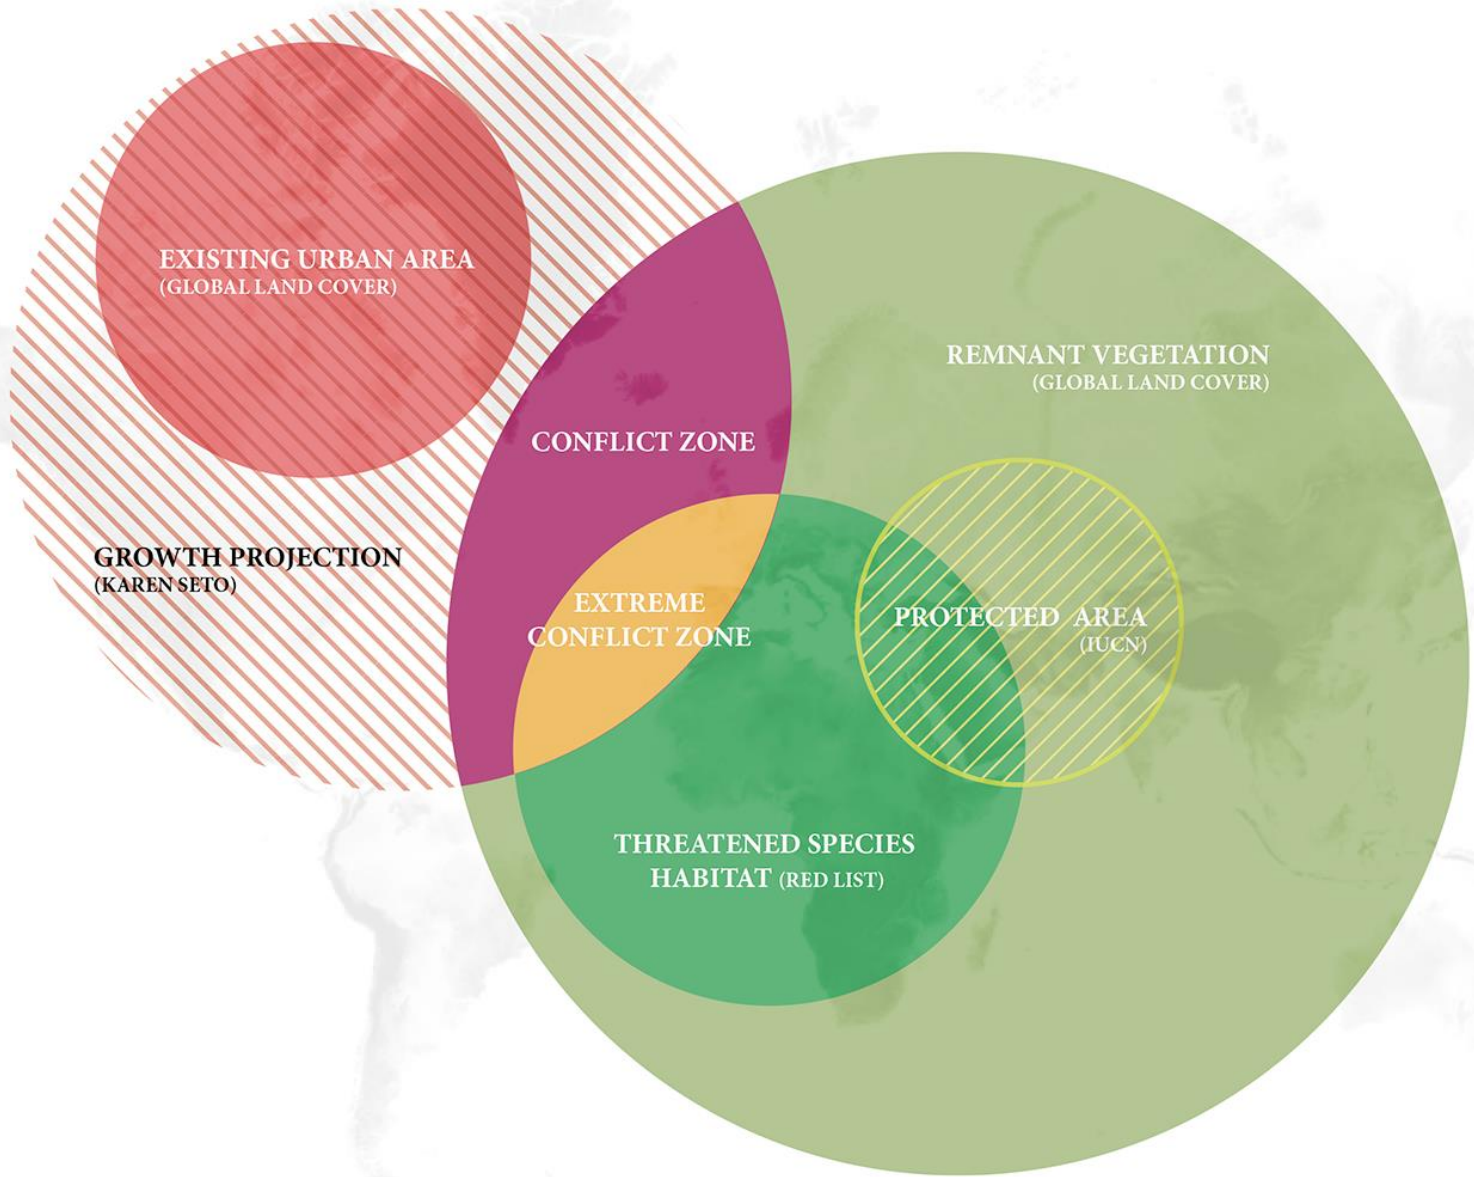 EXISTING URBAN AREA
(GLOBAL LAND COVER)
REMNANT VEGETATION
(GLOBAL LAND COVER)
CONFLICT ZONE
GROWTH PROJECTION
(KAREN SETO)
EXTREME
CONFLICT ZONE
PROTECTED AREA
(IUCN)
THREATENED SPECIES
HABITAT (RED LIST)